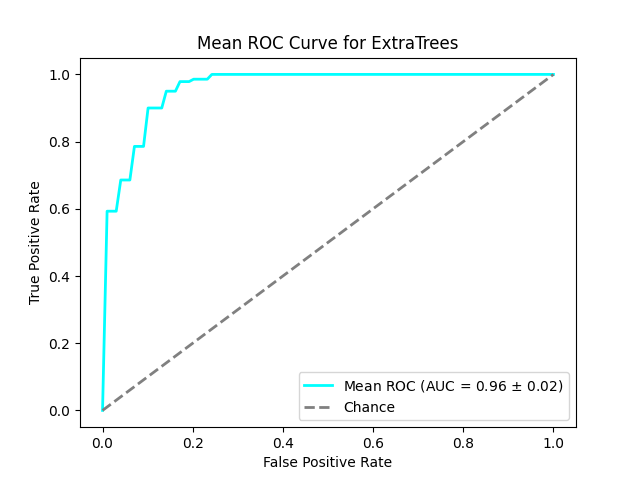 Mean ROC Curve for ExtraTrees
True Positive Rate
1.0
0.8
0.6
0.4
0.2
0.0
Mean ROC (AUC = 0.96 ± 0.02)
Chance
0.0 0.2 0.4 0.6 0.8 1.0
False Positive Rate